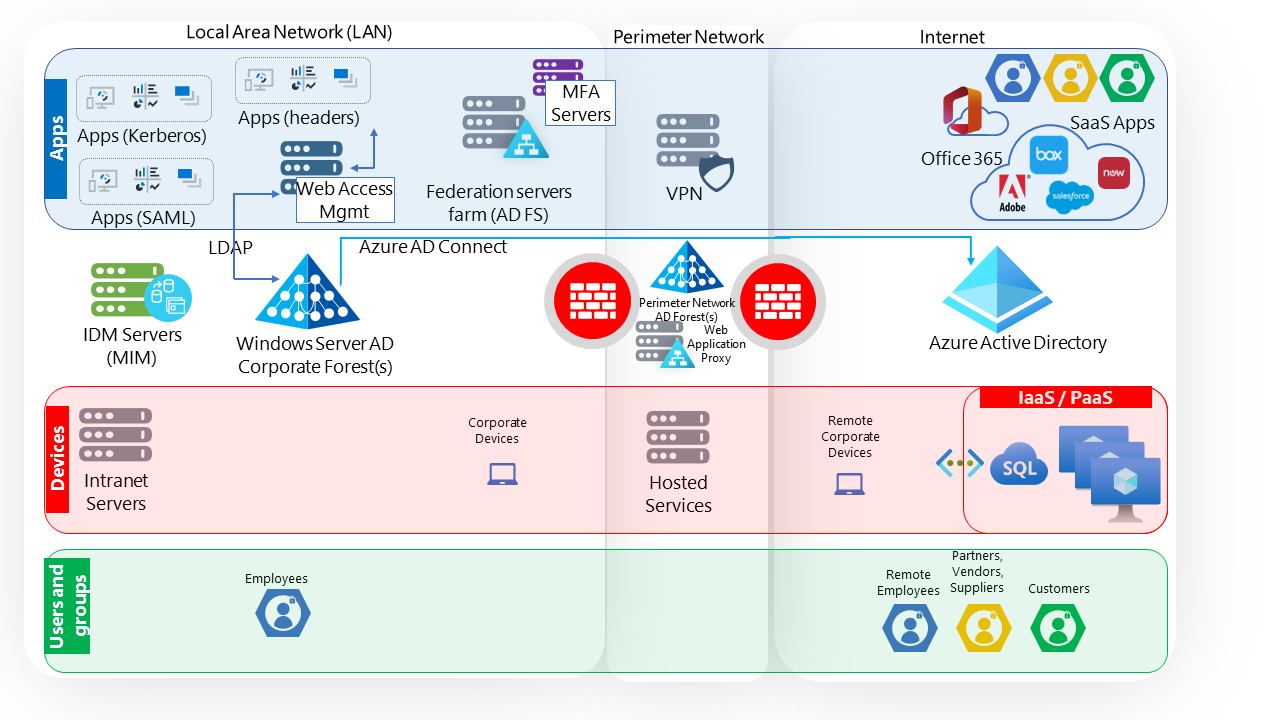 Local Area Network (LAN)
Perimeter Network
Internet
Apps
Apps (Kerberos)
Apps (headers)
Apps (SAML)
Web Access
Mgmt
MFA
Servers
Federation servers
farm (AD FS)
VPN
Office 365
SaaS Apps
box
now
Adobe
salesforce
LDAP
Azure AD Connect
IDM Servers
(MIM)
Windows Server AD
Corporate Forest(s)
Perimeter Network
AD Forest(s)
Web
Application
Proxy
Azure Active Directory
Devices
Intranet
Servers
Corporate
Devices
Hosted
Services
Remote
Corporate
Devices
IaaS / PaaS
SQL
Users and
groups
Employees
Remote
Employees
Partners,
Vendors,
Suppliers
Customers